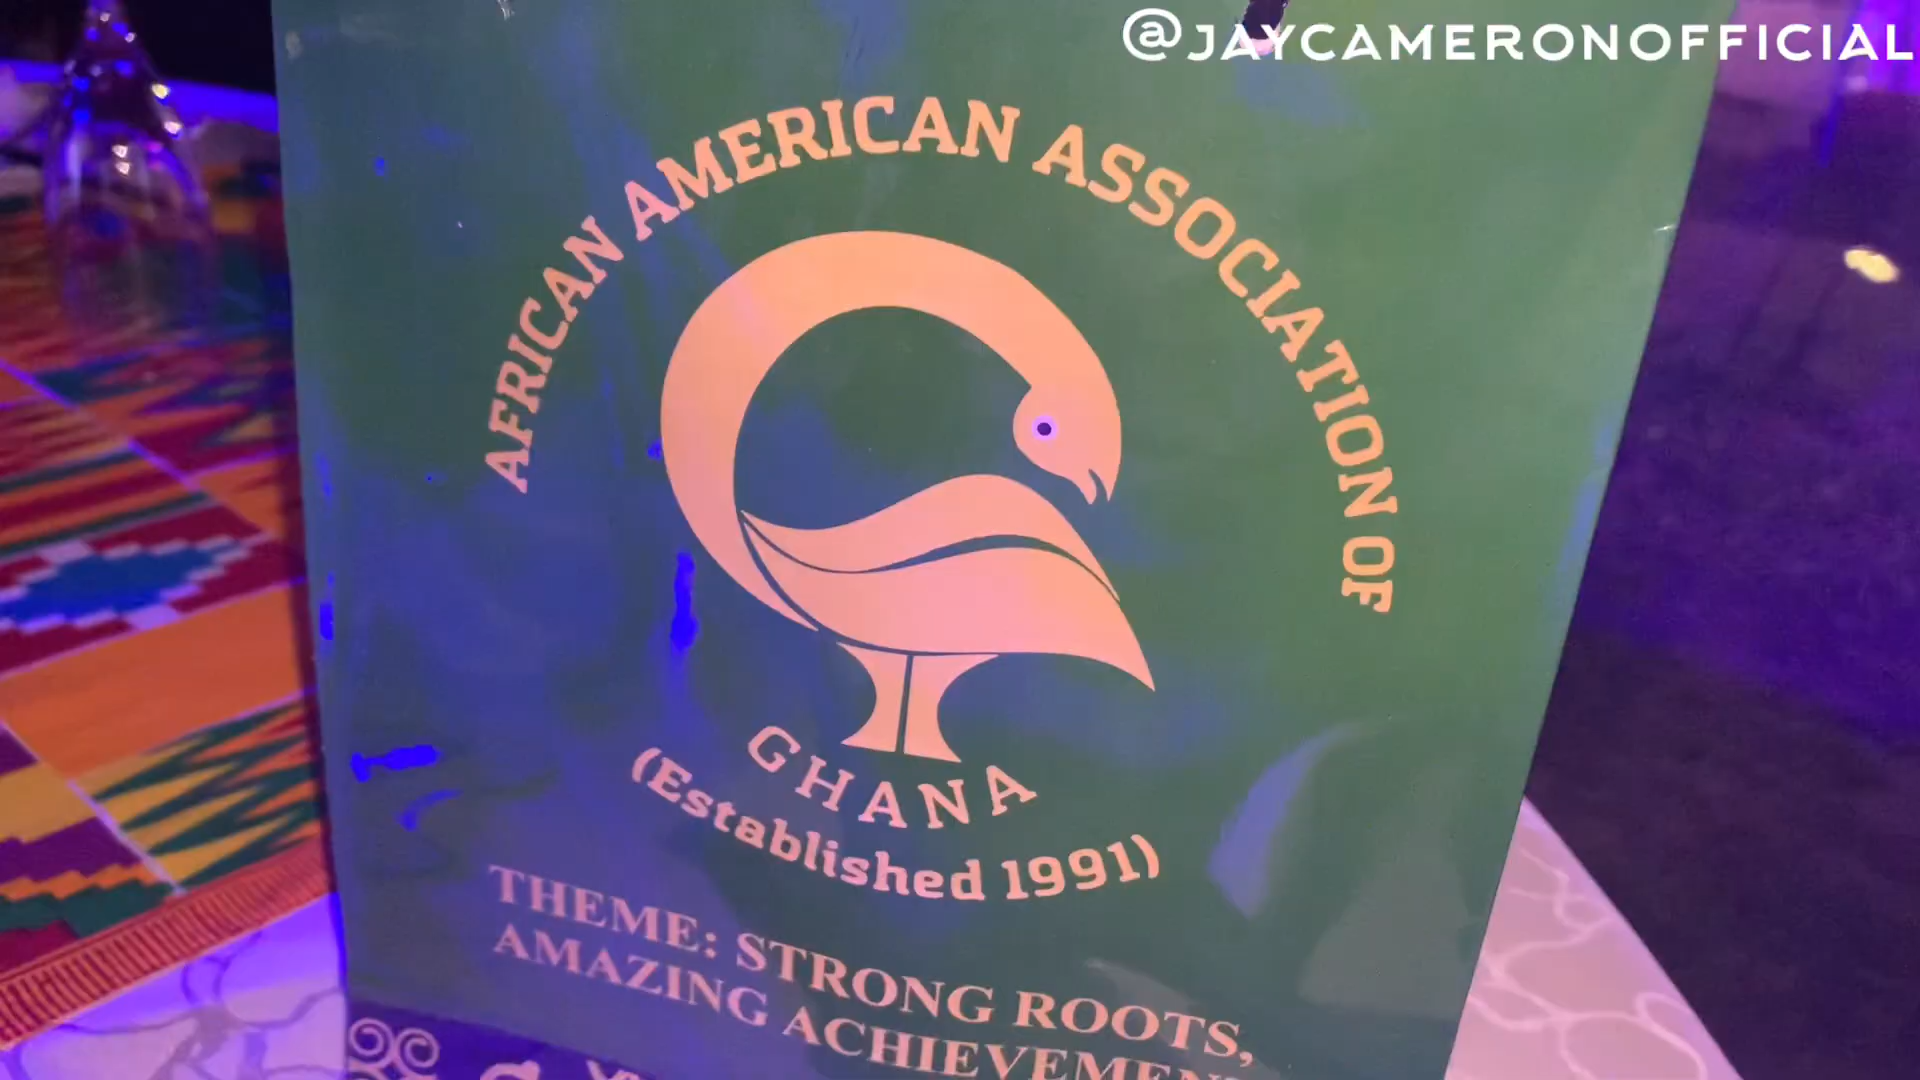 @JAYCAMERONOFFICIAL
AFRICAN AMERICAN ASSOCIATION OF
GHANA
(Established 1991)
THEME: STRONG ROOTS,
AMAZING